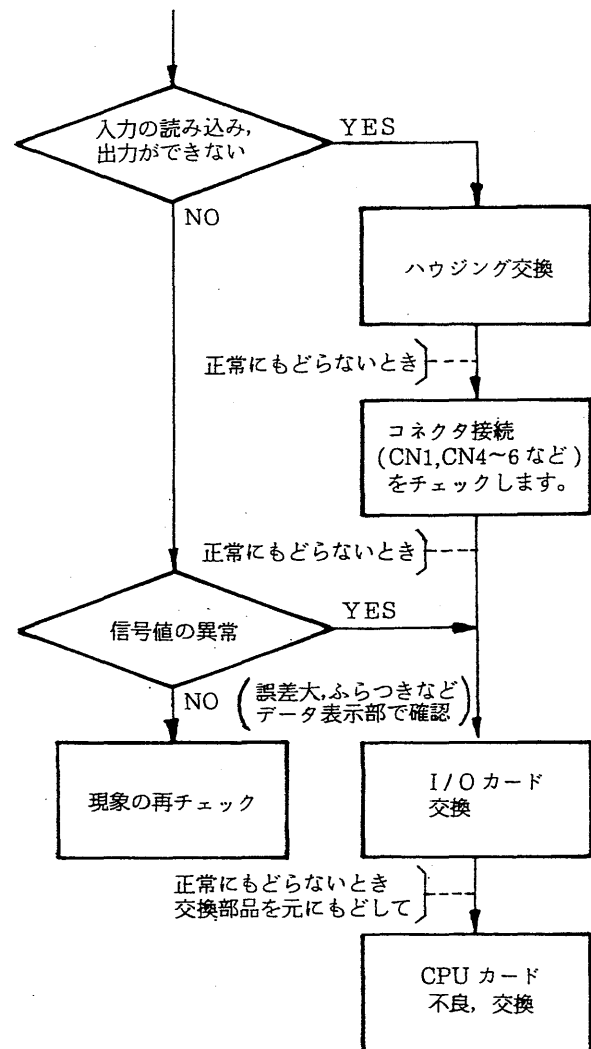 入力の読み込み,
出力ができない
YES
NO
ハウジング交換
正常にもどらないとき
コネクタ接続
(CN1,CN4~6 など)
をチェックします。
正常にもどらないとき
信号値の異常
YES
NO
(誤差大,ふらつきなど
データ表示部で確認)
現象の再チェック
I/O カード
交換
正常にもどらないとき
交換部品を元にもどして
CPU カード
不良, 交換